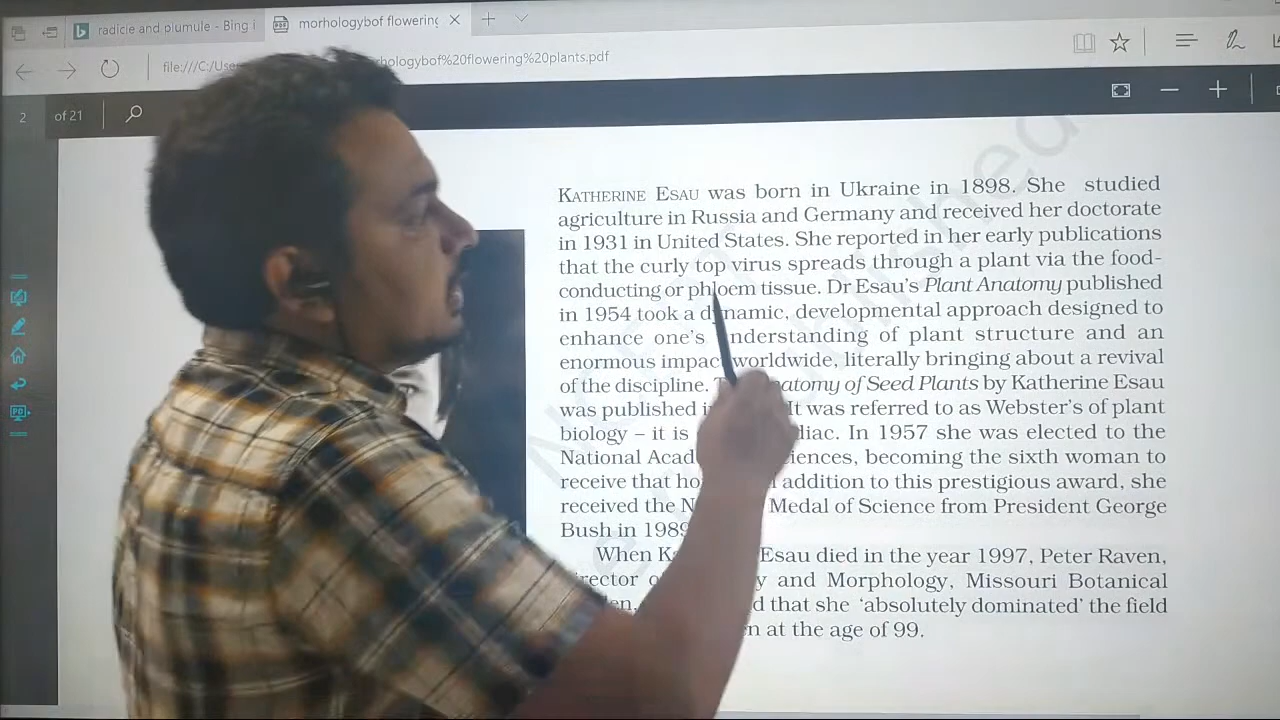 radicie and piumule - Bing i
morhologybof flowering
file:///C:/Use hologybof%20flowering%20plants.pdf
2 of 21
KATHERINE ESAU was born in Ukraine in 1898. She studied
agriculture in Russia and Germany and received her doctorate
in 1931 in United States. She reported in her early publications
that the curly top virus spreads through a plant via the food-
conducting or phloem tissue. Dr Esau's Plant Anatomy published
in 1954 took a dynamic, developmental approach designed to
enhance one's understanding of plant structure and an
enormous impact worldwide, literally bringing about a revival
of the discipline. Anatomy of Seed Plants by Katherine Esau
was published It was referred to as Webster's of plant
biology – it is In 1957 she was elected to the
National becoming the sixth woman to
receive that addition to this prestigious award, she
received the Medal of Science from President George
Bush in 1989
When Esau died in the year 1997, Peter Raven,
and Morphology, Missouri Botanical
that she 'absolutely dominated' the field
at the age of 99.